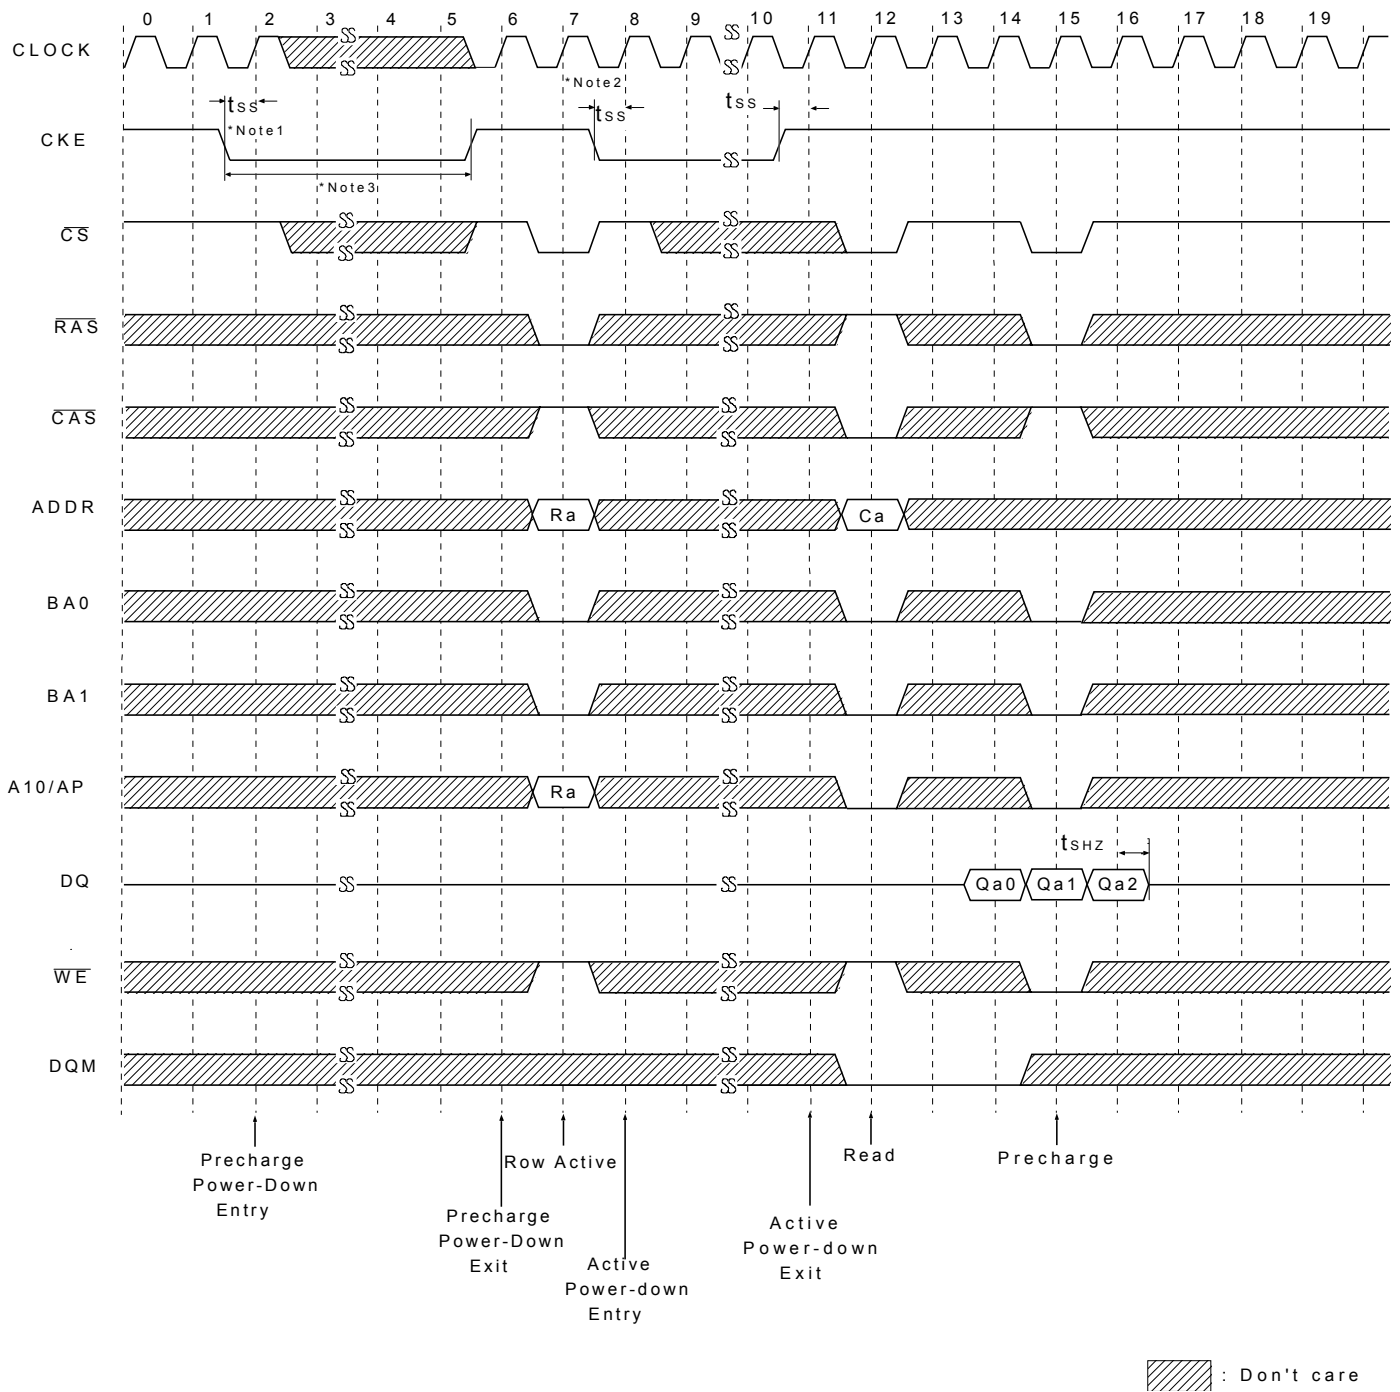 0 1 2 3 4 5 6 7 8 9 10 11 12 13 14 15 16 17 18 19
CLOCK
*Note2
tSS tSS tSS
*Note1
CKE
*Note3
CS
RAS
CAS
ADDR Ra Ca
BA0
BA1
A10/AP Ra
tSHZ
DQ Qa0 Qa1 Qa2
WE
DQM
Precharge
Power-Down
Entry
Row Active
Read
Precharge
Precharge
Power-Down
Exit
Active
Power-down
Exit
Active
Power-down
Entry
: Don't care